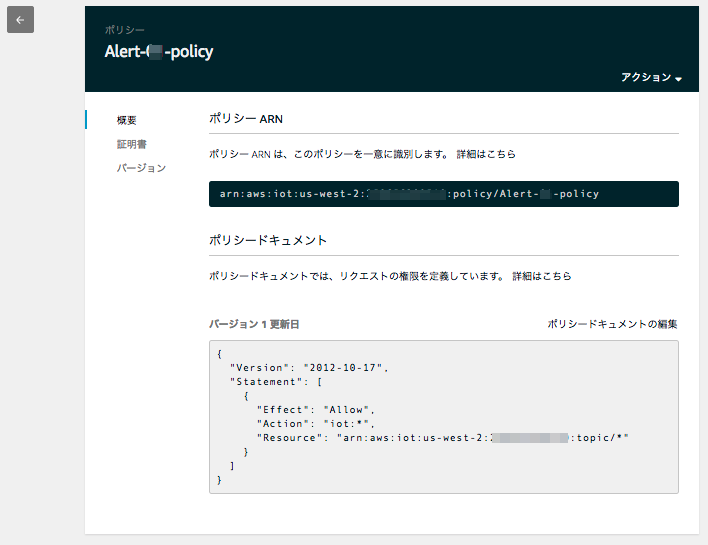 ポリシー
Alert- -policy
アクション
概要
証明書
バージョン
ポリシー ARN
ポリシー ARN は、このポリシーを一意に識別します。 詳細はこちら
arn:aws:iot:us-west-2: :policy/Alert- -policy
ポリシードキュメント
ポリシードキュメントでは、リクエストの権限を定義しています。 詳細はこちら
バージョン 1 更新日
ポリシードキュメントの編集
{
"Version": "2012-10-17",
"Statement": [
{
"Effect": "Allow",
"Action": "iot:*",
"Resource": "arn:aws:iot:us-west-2: :topic/*"
}
]
}